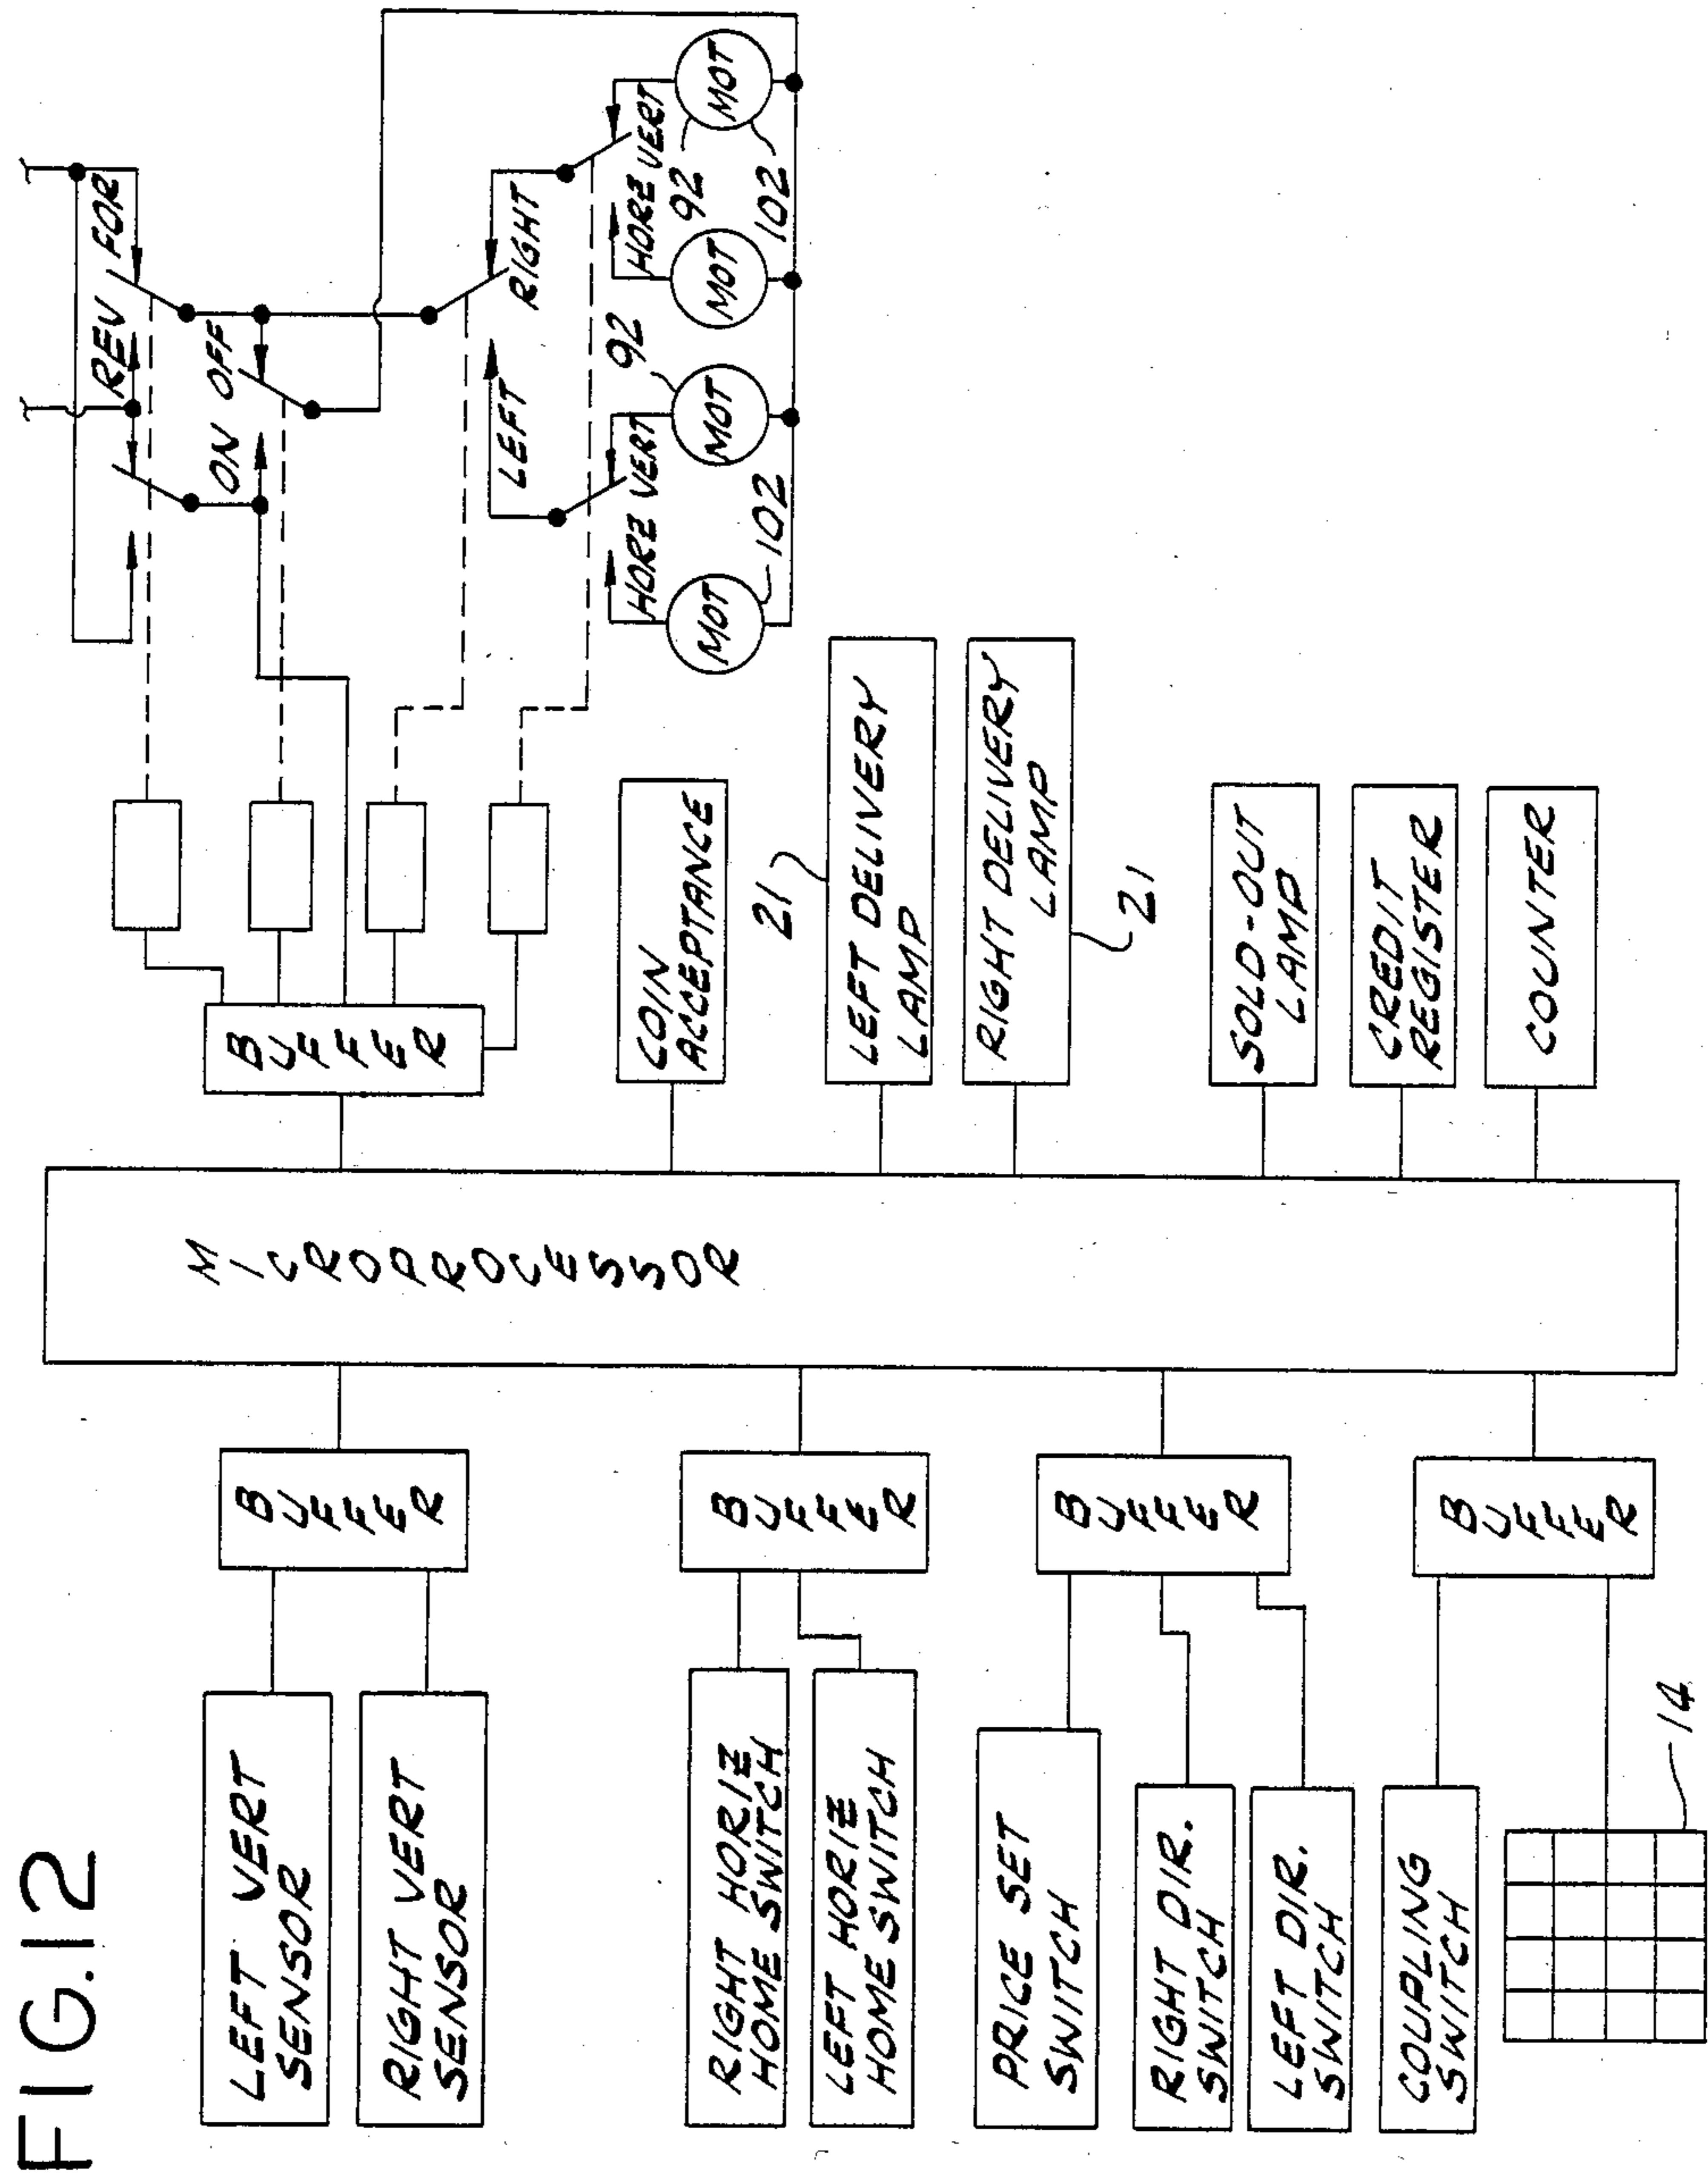 FIG.12
LEFT VERT
SENSOR
RIGHT VERT
SENSOR
RIGHT HORIZ
HOME SWITCH
LEFT HORIZ
HOME SWITCH
PRICE SET
SWITCH
RIGHT DIR.
SWITCH
LEFT DIR.
SWITCH
COUPLING
SWITCH
14
BUFFER
BUFFER
BUFFER
BUFFER
MICROPROCESSOR
BUFFER
COIN
ACCEPTANCE
21
LEFT DELIVERY
LAMP
RIGHT DELIVERY
LAMP
21
SOLD-OUT
LAMP
CREDIT
REGISTER
COUNTER
REV FOR
ON OFF
LEFT
RIGHT
HORZ VERT
92
HORZ VERT
92
MOT
102
MOT
MOT
MOT
102